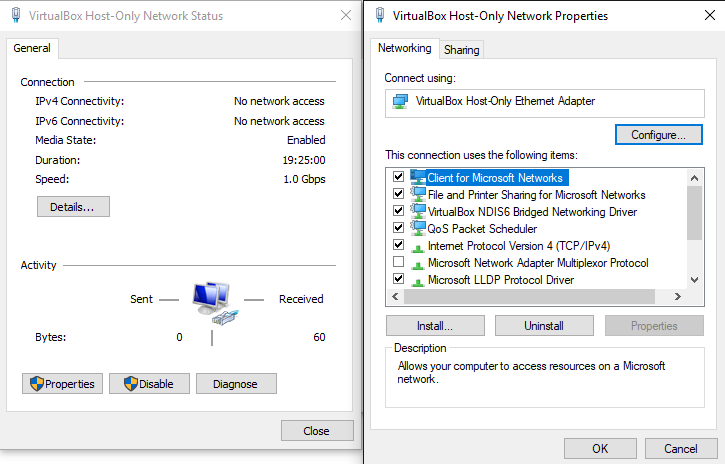 VirtualBox Host-Only Network Status
General
Connection
IPv4 Connectivity: No network access
IPv6 Connectivity: No network access
Media State: Enabled
Duration: 19:25:00
Speed: 1.0 Gbps
Details...
Activity
Sent Received
Bytes: 0 60
Properties Disable Diagnose
Close
VirtualBox Host-Only Network Properties
Networking Sharing
Connect using:
VirtualBox Host-Only Ethernet Adapter
Configure...
This connection uses the following items:
Client for Microsoft Networks
File and Printer Sharing for Microsoft Networks
VirtualBox NDIS6 Bridged Networking Driver
QoS Packet Scheduler
Internet Protocol Version 4 (TCP/IPv4)
Microsoft Network Adapter Multiplexor Protocol
Microsoft LLDP Protocol Driver
Install... Uninstall Properties
Description
Allows your computer to access resources on a Microsoft
network.
OK Cancel